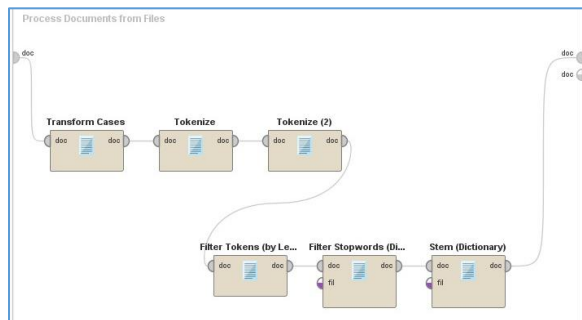 Process Documents from Files
doc
doc
doc
Transform Cases
Tokenize
Tokenize (2)
doc doc
doc doc
doc doc
Filter Tokens (by Le...
Filter Stopwords (Di...
Stem (Dictionary)
doc doc
doc doc
doc doc
fil
fil